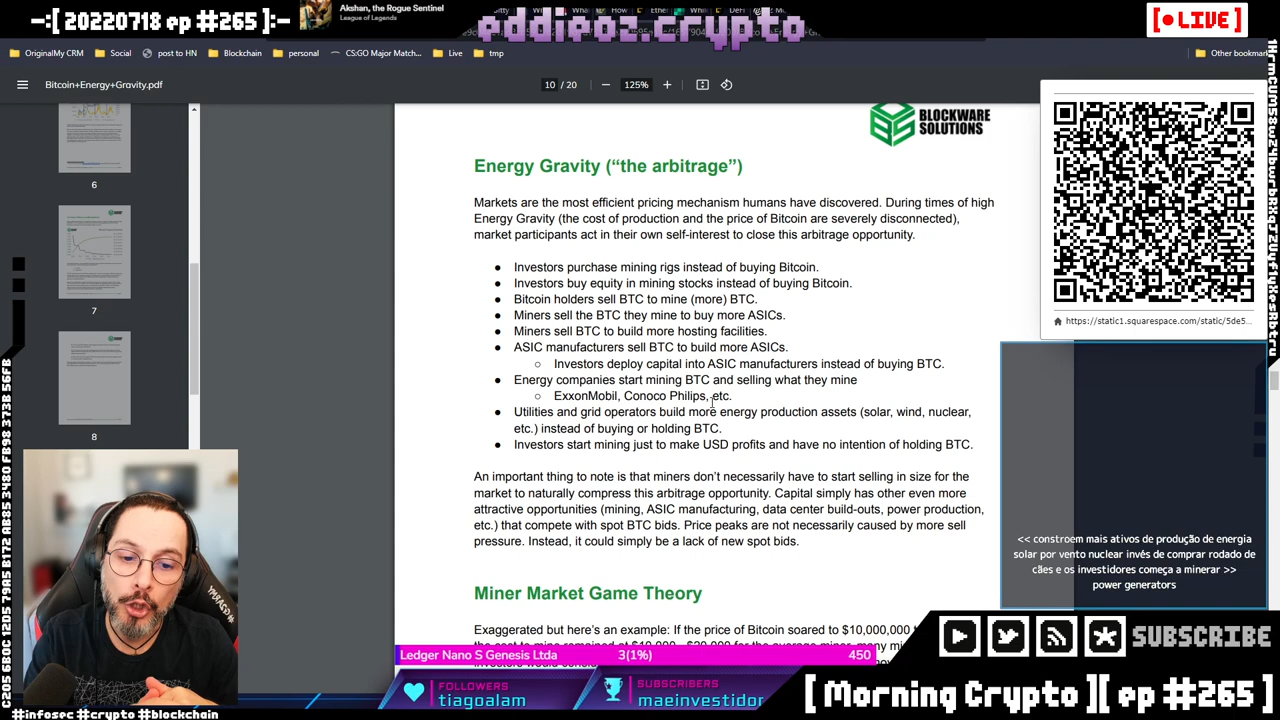 -:[ 20220718 ep #265 ]:-
Akshan, the Rogue Sentinel
League of Legends
eddieoz.crypto
[● LIVE]
OriginalMy CRM
Social
post to HN
Blockchain
personal
CS:GO Major Match...
Live
tmp
Other bookmar
Bitcoin+Energy+Gravity.pdf
10 / 20
125%
BLOCKWARE
SOLUTIONS
6
7
8
Energy Gravity (“the arbitrage”)
Markets are the most efficient pricing mechanism humans have discovered. During times of high
Energy Gravity (the cost of production and the price of Bitcoin are severely disconnected),
market participants act in their own self-interest to close this arbitrage opportunity.
● Investors purchase mining rigs instead of buying Bitcoin.
● Investors buy equity in mining stocks instead of buying Bitcoin.
● Bitcoin holders sell BTC to mine (more) BTC.
● Miners sell the BTC they mine to buy more ASICs.
● Miners sell BTC to build more hosting facilities.
● ASIC manufacturers sell BTC to build more ASICs.
○ Investors deploy capital into ASIC manufacturers instead of buying BTC.
● Energy companies start mining BTC and selling what they mine
○ ExxonMobil, Conoco Philips, etc.
● Utilities and grid operators build more energy production assets (solar, wind, nuclear,
etc.) instead of buying or holding BTC.
● Investors start mining just to make USD profits and have no intention of holding BTC.
An important thing to note is that miners don’t necessarily have to start selling in size for the
market to naturally compress this arbitrage opportunity. Capital simply has other even more
attractive opportunities (mining, ASIC manufacturing, data center build-outs, power production,
etc.) that compete with spot BTC bids. Price peaks are not necessarily caused by more sell
pressure. Instead, it could simply be a lack of new spot bids.
Miner Market Game Theory
Exaggerated but here’s an example: If the price of Bitcoin soared to $10,000,000
https://static1.squarespace.com/static/5de5...
<< constroem mais ativos de produção de energia
solar por vento nuclear invés de comprar rodado de
cães e os investidores começa a minerar >>
power generators
SUBSCRIBE
Ledger Nano S Genesis Ltda
3(1%)
450
FOLLOWERS
tiagoalam
SUBSCRIBERS
maeinvestidor
[ Morning Crypto ][ ep #265 ]
infosec #crypto #blockchain